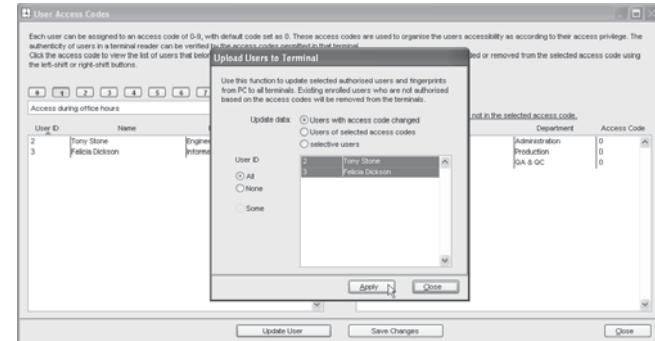 User Access Codes
Each user can be assigned to an access code of 0-9, with default code set as 0. These access codes are used to organise the users accessibility as according to their access privilege. The
authenticity of users in a terminal reader can be verified by the access codes permitted in that terminal.
Click the access code to view the list of users that belon
ed or removed from the selected access code using
the left-shift or right-shift buttons.
0 1 2 3 4 5 6 7
Access during office hours
not in the selected access code.
User ID Name
Department Access Code
2 Tony Stone Enginee
3 Felicia Dickson Informa
Administration 0
Production 0
QA & QC 0
Upload Users to Terminal
Use this function to update selected authorised users and fingerprints
from PC to all terminals. Existing enrolled users who are not authorised
based on the access codes will be removed from the terminals.
Update data: Users with access code changed
Users of selected access codes
selective users
User ID
All
None
Some
2 Tony Stone
3 Felicia Dickson
Apply Close
Update User Save Changes Close